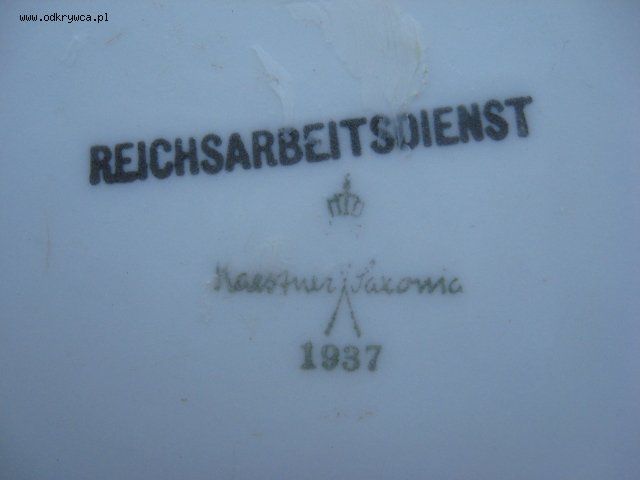 www.odkrywca.pl
REICHSARBEITSDIENST
Kaestner Saxonia
1937